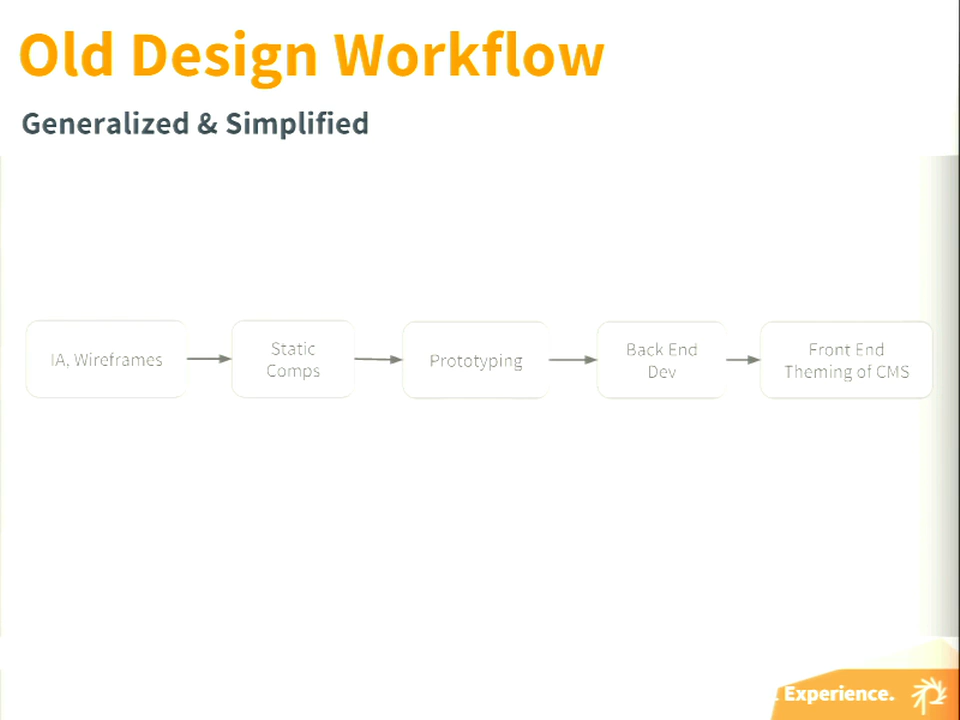 Old Design Workflow
Generalized & Simplified
IA, Wireframes
Static
Comps
Prototyping
Back End
Dev
Front End
Theming of CMS
Experience.